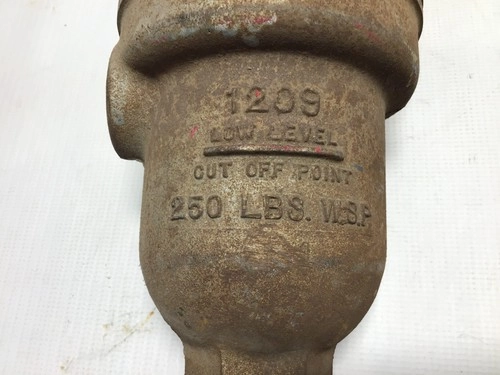 1209
LOW LEVEL
CUT OFF POINT
250 LBS. W.S.P.